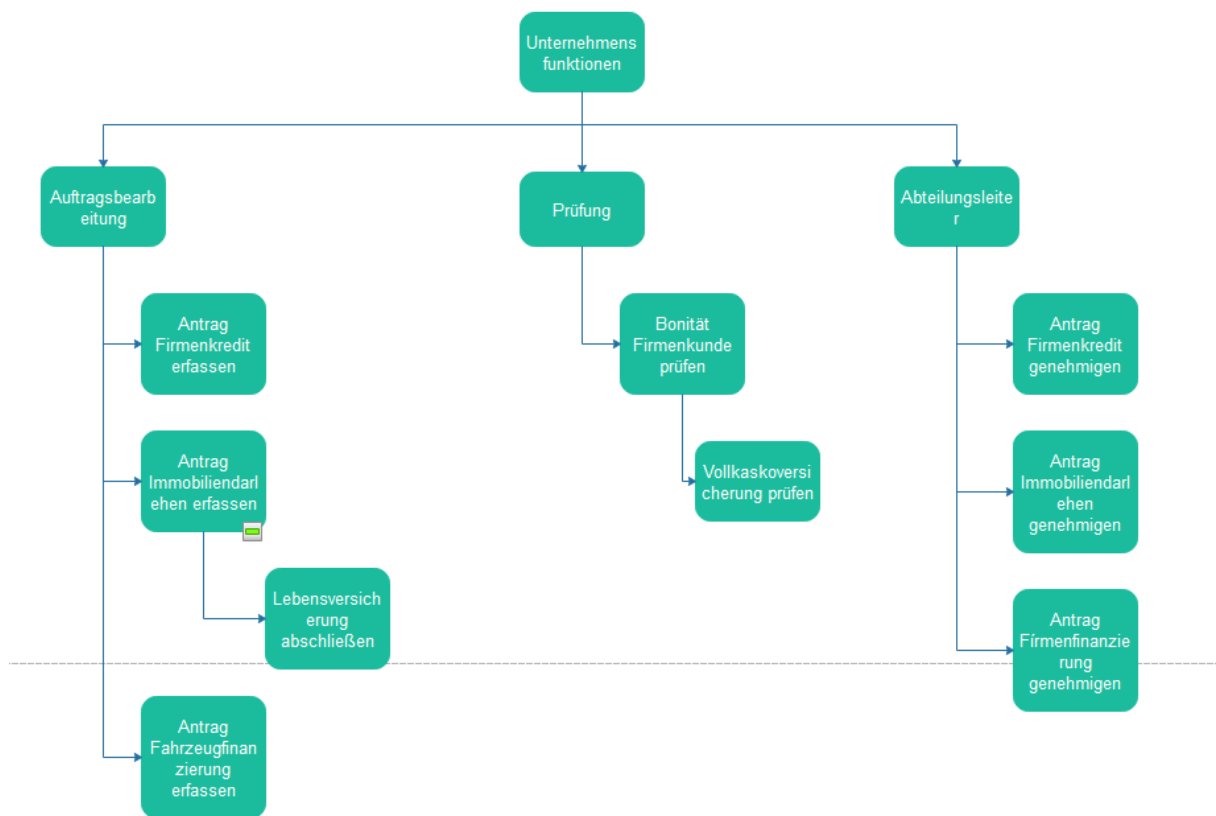 Unternehmens
funktionen
Auftragsbearb
eitung
Prüfung
Abteilungsleite
r
Antrag
Firmenkredit
erfassen
Bonität
Firmenkunde
prüfen
Antrag
Firmenkredit
genehmigen
Antrag
Immobiliendarl
ehen erfassen
Vollkaskoversi
cherung prüfen
Antrag
Immobiliendarl
ehen
genehmigen
Lebensversich
erung
abschließen
Antrag
Fírmenfinanzie
rung
genehmigen
Antrag
Fahrzeugfinan
zierung
erfassen